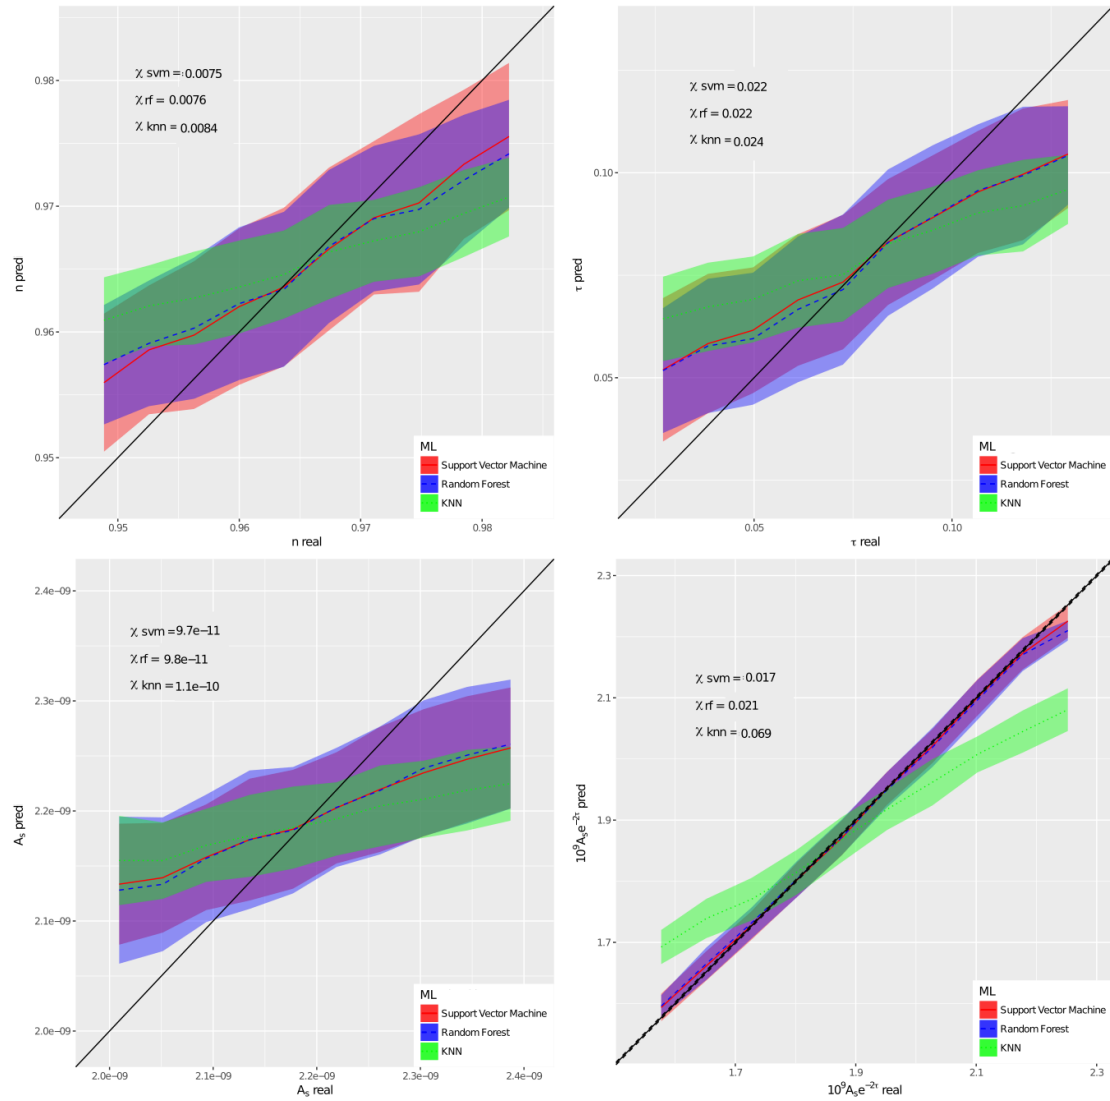 χ svm = 0.0075
χ rf = 0.0076
χ knn = 0.0084
0.98
0.97
0.96
0.95
n pred
0.95 0.96 0.97 0.98
n real
ML
Support Vector Machine
Random Forest
KNN
χ svm = 0.022
χ rf = 0.022
χ knn = 0.024
0.10
0.05
τ pred
0.05 0.10
τ real
ML
Support Vector Machine
Random Forest
KNN
χ svm = 9.7e−11
χ rf = 9.8e−11
χ knn = 1.1e−10
2.4e−09
2.3e−09
2.2e−09
2.1e−09
2.0e−09
Aₛ pred
2.0e−09 2.1e−09 2.2e−09 2.3e−09 2.4e−09
Aₛ real
ML
Support Vector Machine
Random Forest
KNN
χ svm = 0.017
χ rf = 0.021
χ knn = 0.069
2.3
2.1
1.9
1.7
10⁹Aₛe⁻²ᵗ pred
1.7 1.9 2.1 2.3
10⁹Aₛe⁻²ᵗ real
ML
Support Vector Machine
Random Forest
KNN